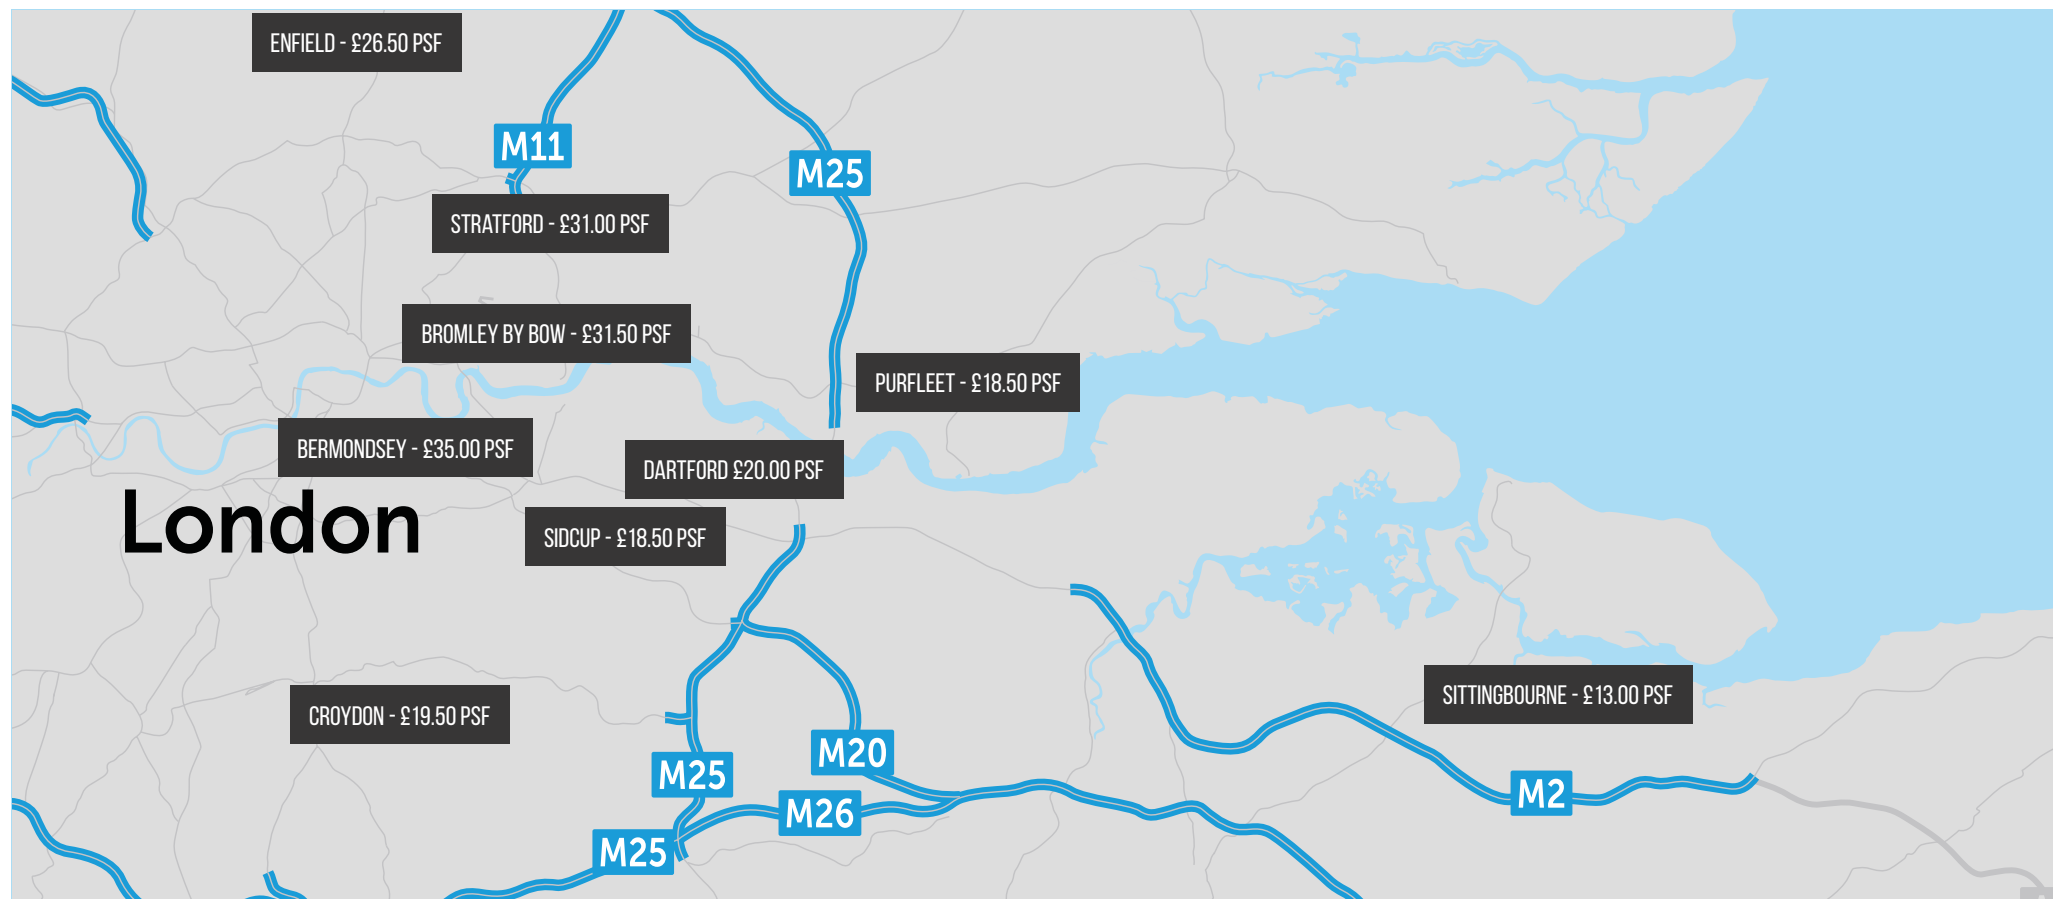 ENFIELD - £26.50 PSF
M11
M25
STRATFORD - £31.00 PSF
BROMLEY BY BOW - £31.50 PSF
PURFLEET - £18.50 PSF
BERMONDSEY - £35.00 PSF
DARTFORD £20.00 PSF
London
SIDCUP - £18.50 PSF
SITTINGBOURNE - £13.00 PSF
CROYDON - £19.50 PSF
M20
M25
M2
M26
M25